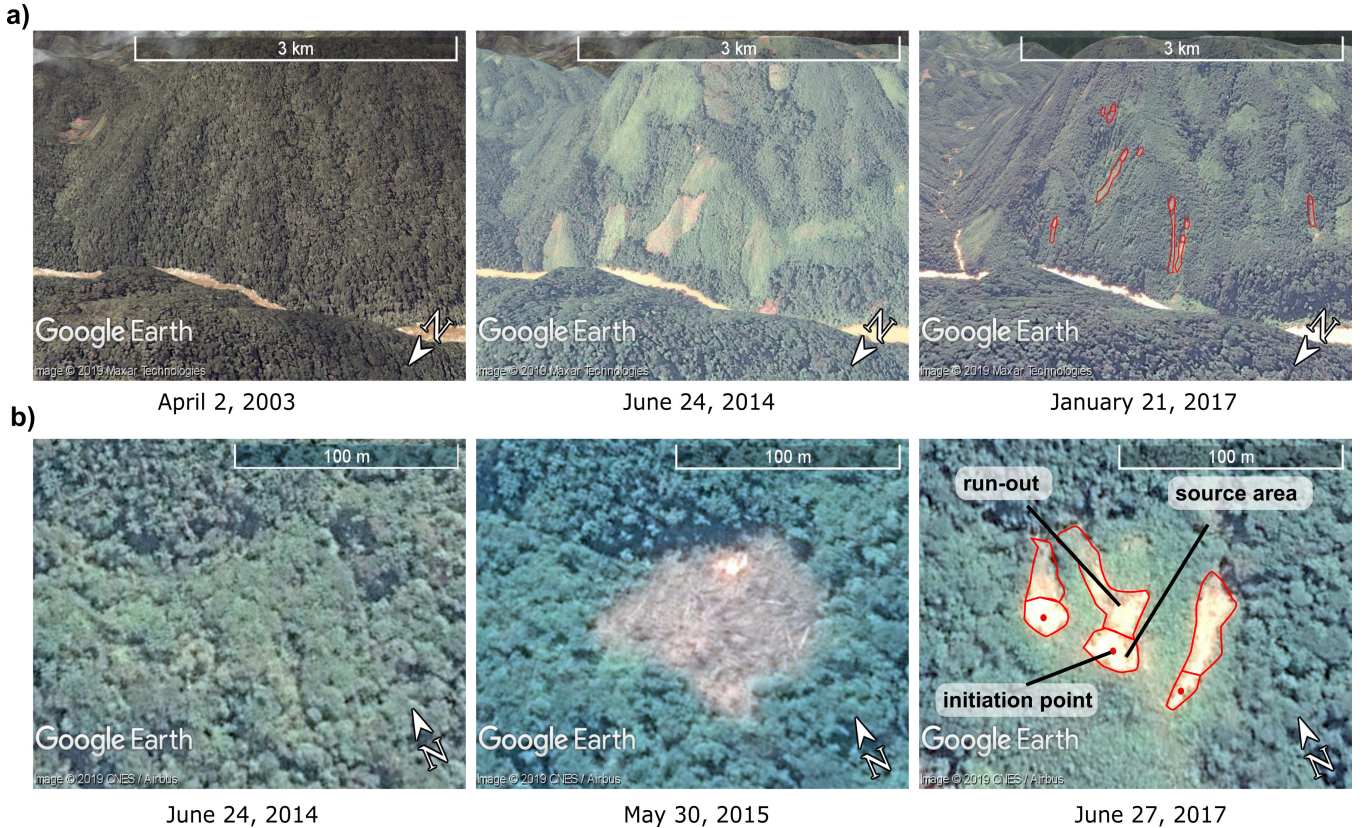 a)
3 km
3 km
3 km
N
N
N
Google Earth
Google Earth
Google Earth
Image © 2019 Maxar Technologies
Image © 2019 Maxar Technologies
Image © 2019 Maxar Technologies
April 2, 2003
June 24, 2014
January 21, 2017
b)
100 m
100 m
100 m
run-out
source area
initiation point
N
N
N
Google Earth
Google Earth
Google Earth
Image © 2019 CNES / Airbus
Image © 2019 CNES / Airbus
Image © 2019 CNES / Airbus
June 24, 2014
May 30, 2015
June 27, 2017